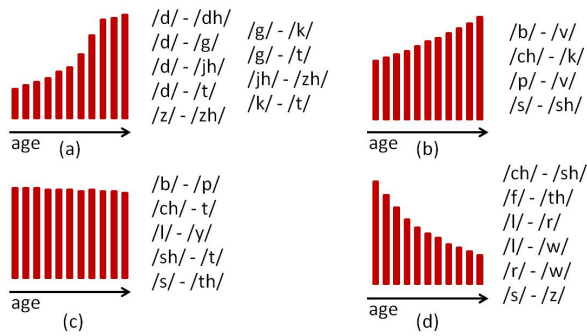 /d/ - /dh/
/d/ - /g/
/d/ - /jh/
/d/ - /t/
/z/ - /zh/
/g/ - /k/
/g/ - /t/
/jh/ - /zh/
/k/ - /t/
age
(a)
/b/ - /v/
/ch/ - /k/
/p/ - /v/
/s/ - /sh/
age
(b)
/b/ - /p/
/ch/ - t/
/l/ - /y/
/sh/ - /t/
/s/ - /th/
age
(c)
/ch/ - /sh/
/f/ - /th/
/l/ - /r/
/l/ - /w/
/r/ - /w/
/s/ - /z/
age
(d)